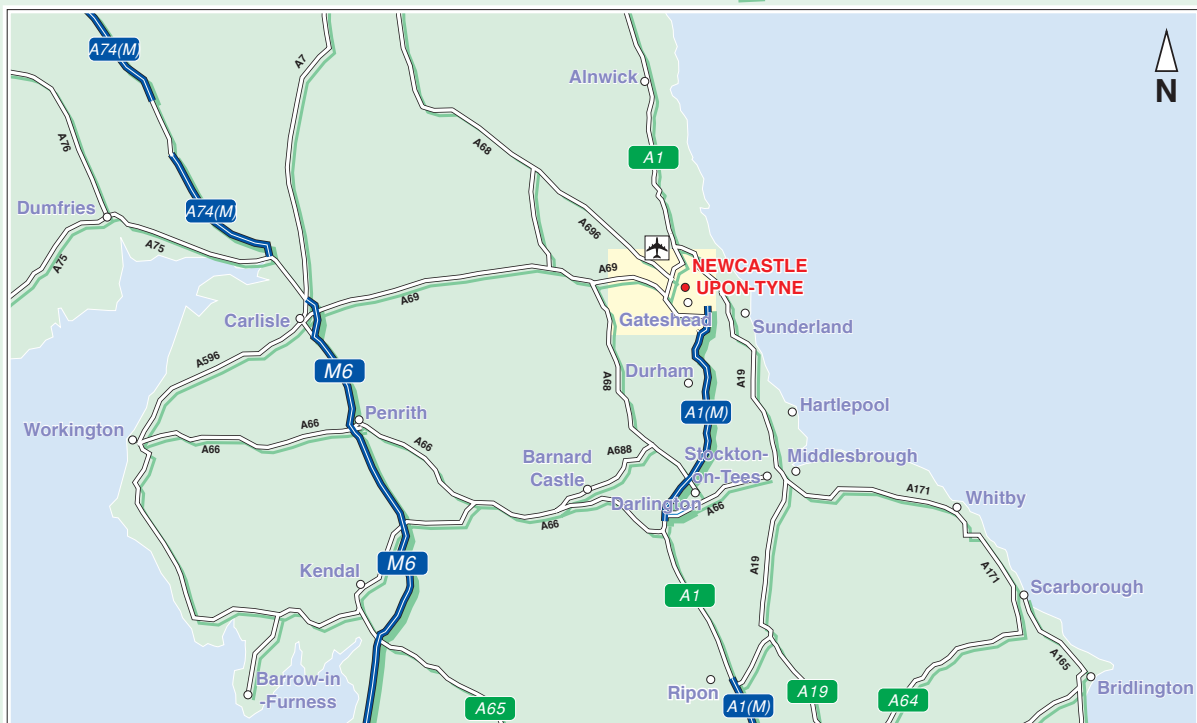 A74(M)
A7
Alnwick
N
A76
A68
A1
Dumfries
A74(M)
A75
A75
A696
A69
A69
NEWCASTLE
UPON-TYNE
Carlisle
Gateshead
Sunderland
A596
M6
Durham
A68
A19
A1(M)
Hartlepool
Penrith
Workington
A66
A66
A66
A688
Barnard
Castle
Stockton-
on-Tees
Middlesbrough
Darlington
A66
A66
A171
Whitby
M6
Kendal
A19
A171
A1
Scarborough
A165
Barrow-in
-Furness
Ripon
A65
A1(M)
A19
A64
Bridlington